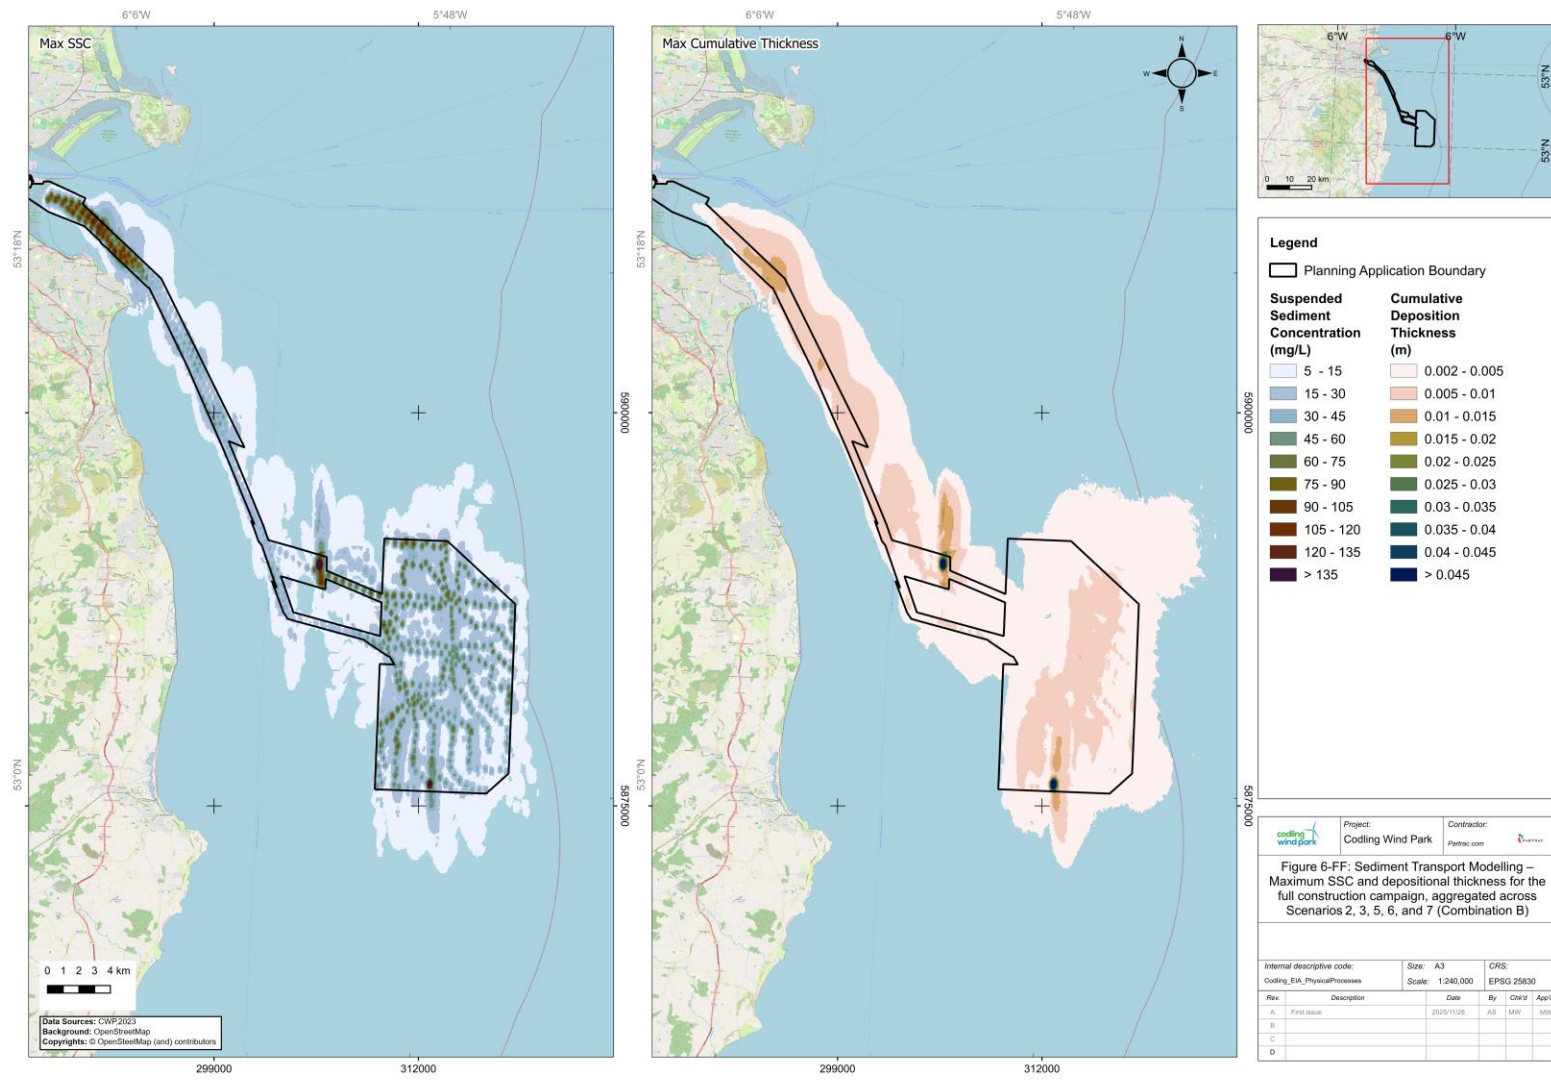 6°6'W
5°48'W
6°6'W
5°48'W
Max SSC
Max Cumulative Thickness
N
W
E
S
53°18'N
53°18'N
53°0'N
53°0'N
5900000
5900000
5875000
5875000
299000
312000
299000
312000
0 1 2 3 4 km
Data Sources: CWP,2023
Background: OpenStreetMap
Copyrights: © OpenSteetMap (and) contributors
6°W
6°W
53°N
53°N
0 10 20 km
Legend
Planning Application Boundary
Suspended
Sediment
Concentration
(mg/L)
5 - 15
15 - 30
30 - 45
45 - 60
60 - 75
75 - 90
90 - 105
105 - 120
120 - 135
> 135
Cumulative
Deposition
Thickness
(m)
0.002 - 0.005
0.005 - 0.01
0.01 - 0.015
0.015 - 0.02
0.02 - 0.025
0.025 - 0.03
0.03 - 0.035
0.035 - 0.04
0.04 - 0.045
> 0.045
codling
wind park
Project:
Codling Wind Park
Contractor:
Partrac.com
PARTRAC
Figure 6-FF: Sediment Transport Modelling –
Maximum SSC and depositional thickness for the
full construction campaign, aggregated across
Scenarios 2, 3, 5, 6, and 7 (Combination B)
Internal descriptive code:
Codling_EIA_PhysicalProcesses
Size: A3
Scale: 1:240,000
CRS:
EPSG 25830
Rev. Description Date By Chk'd App'd
A First issue 2025/11/28 AB MW MW
B
C
D